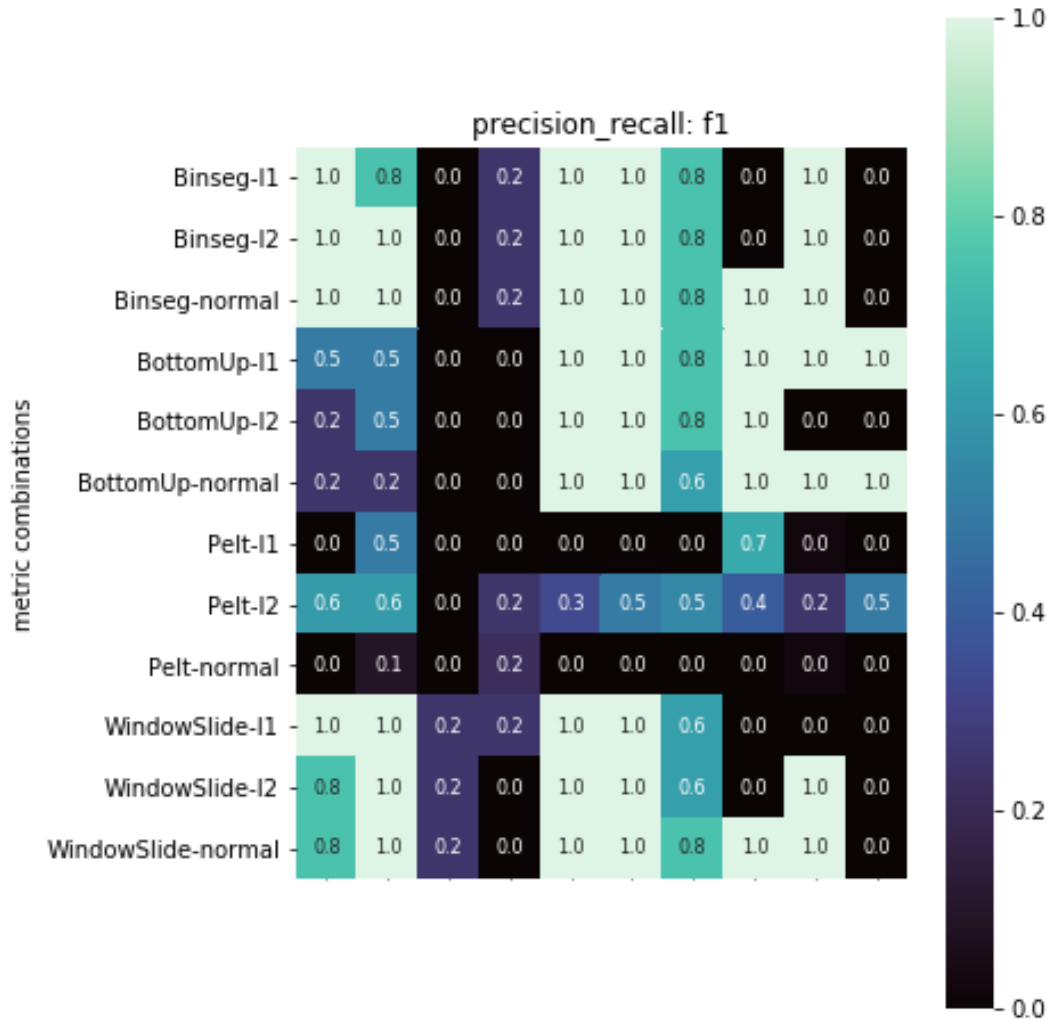 precision_recall: f1
metric combinations
Binseg-l1 1.0 0.8 0.0 0.2 1.0 1.0 0.8 0.0 1.0 0.0
Binseg-l2 1.0 1.0 0.0 0.2 1.0 1.0 0.8 0.0 1.0 0.0
Binseg-normal 1.0 1.0 0.0 0.2 1.0 1.0 0.8 1.0 1.0 0.0
BottomUp-l1 0.5 0.5 0.0 0.0 1.0 1.0 0.8 1.0 1.0 1.0
BottomUp-l2 0.2 0.5 0.0 0.0 1.0 1.0 0.8 1.0 0.0 0.0
BottomUp-normal 0.2 0.2 0.0 0.0 1.0 1.0 0.6 1.0 1.0 1.0
Pelt-l1 0.0 0.5 0.0 0.0 0.0 0.0 0.0 0.7 0.0 0.0
Pelt-l2 0.6 0.6 0.0 0.2 0.3 0.5 0.5 0.4 0.2 0.5
Pelt-normal 0.0 0.1 0.0 0.2 0.0 0.0 0.0 0.0 0.0 0.0
WindowSlide-l1 1.0 1.0 0.2 0.2 1.0 1.0 0.6 0.0 0.0 0.0
WindowSlide-l2 0.8 1.0 0.2 0.0 1.0 1.0 0.6 0.0 1.0 0.0
WindowSlide-normal 0.8 1.0 0.2 0.0 1.0 1.0 0.8 1.0 1.0 0.0
1.0
0.8
0.6
0.4
0.2
0.0